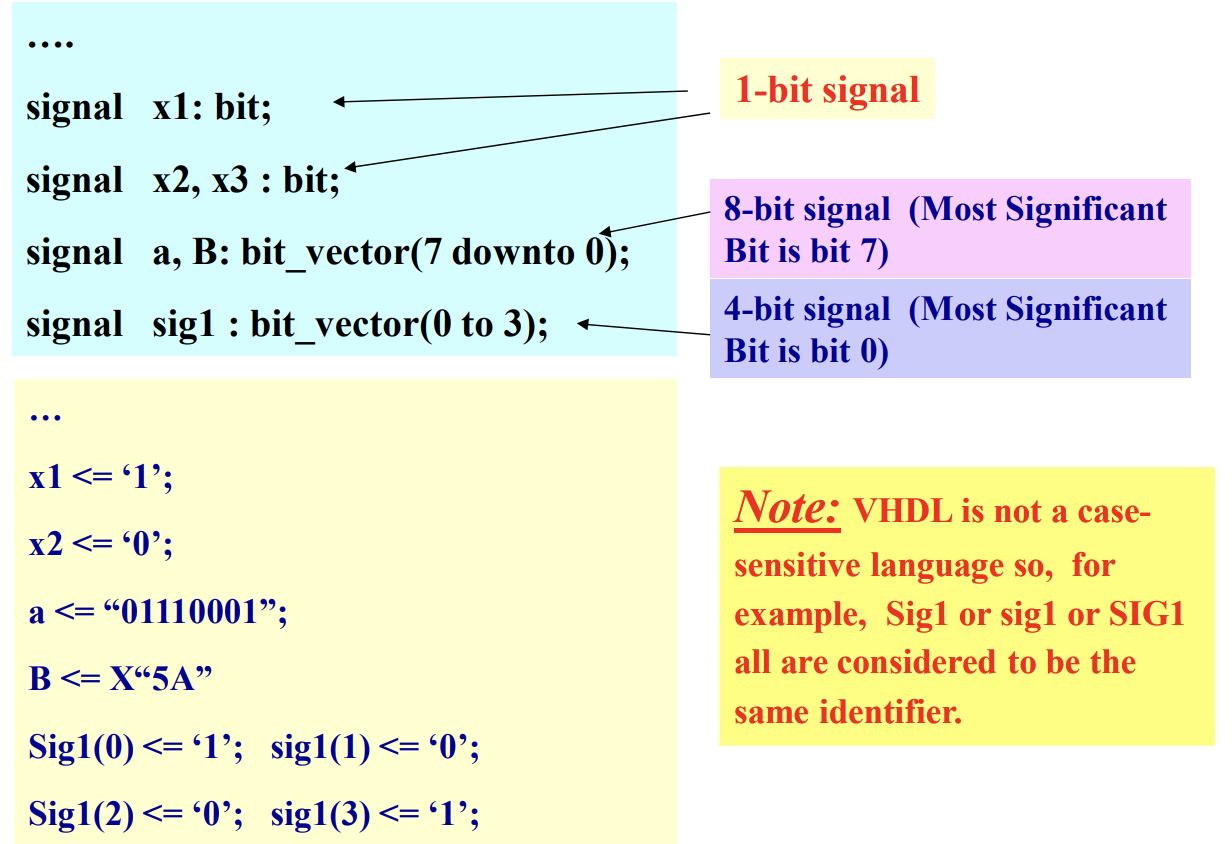 ….
signal x1: bit;
signal x2, x3 : bit;
signal a, B: bit_vector(7 downto 0);
signal sig1 : bit_vector(0 to 3);
1-bit signal
8-bit signal (Most Significant
Bit is bit 7)
4-bit signal (Most Significant
Bit is bit 0)
…
x1 <= ‘1’;
x2 <= ‘0’;
a <= “01110001”;
B <= X“5A”
Sig1(0) <= ‘1’; sig1(1) <= ‘0’;
Sig1(2) <= ‘0’; sig1(3) <= ‘1’;
Note: VHDL is not a case-
sensitive language so, for
example, Sig1 or sig1 or SIG1
all are considered to be the
same identifier.